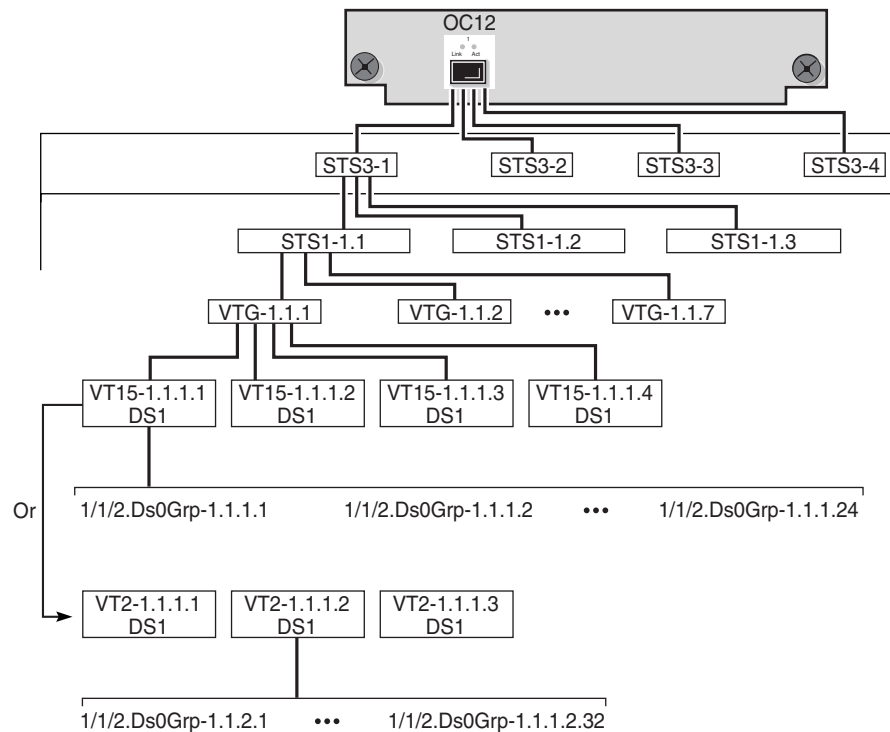 OC12
1
Link Act
STS3-1 STS3-2 STS3-3 STS3-4
STS1-1.1 STS1-1.2 STS1-1.3
VTG-1.1.1 VTG-1.1.2 ••• VTG-1.1.7
VT15-1.1.1.1 VT15-1.1.1.2 VT15-1.1.1.3 VT15-1.1.1.4
DS1 DS1 DS1 DS1
Or
1/1/2.Ds0Grp-1.1.1.1 1/1/2.Ds0Grp-1.1.1.2 ••• 1/1/2.Ds0Grp-1.1.1.24
VT2-1.1.1.1 VT2-1.1.1.2 VT2-1.1.1.3
DS1 DS1 DS1
1/1/2.Ds0Grp-1.1.2.1 ••• 1/1/2.Ds0Grp-1.1.1.2.32